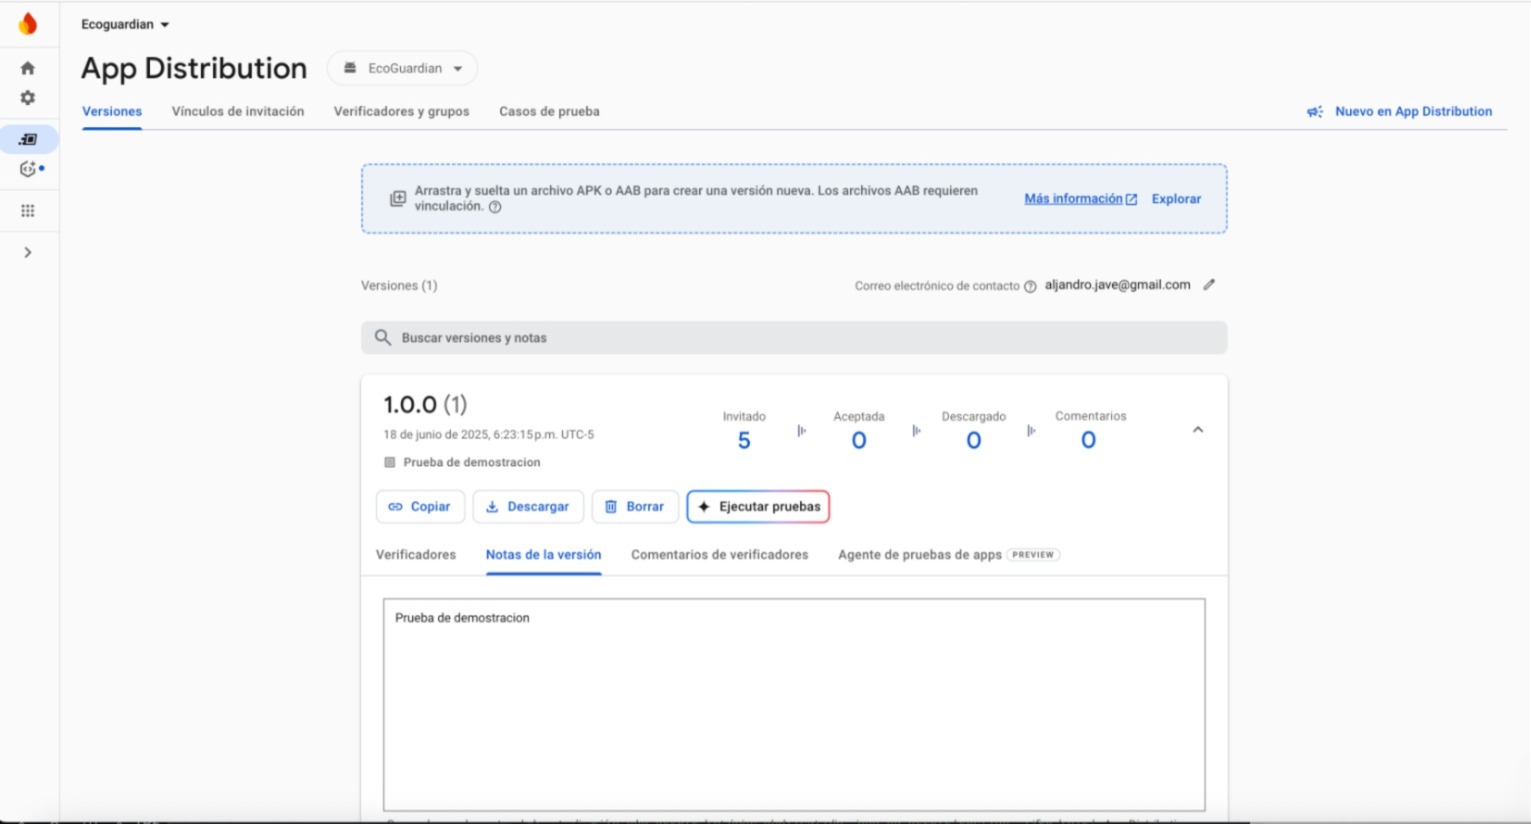 Ecoguardian
App Distribution
EcoGuardian
Versiones
Vínculos de invitación
Verificadores y grupos
Casos de prueba
Nuevo en App Distribution
Arrastra y suelta un archivo APK o AAB para crear una versión nueva. Los archivos AAB requieren
vinculación.
Más información
Explorar
Versiones (1)
Correo electrónico de contacto
aljandro.jave@gmail.com
Buscar versiones y notas
1.0.0 (1)
18 de junio de 2025, 6:23:15 p.m. UTC-5
Prueba de demostracion
Invitado
5
Aceptada
0
Descargado
0
Comentarios
0
Copiar
Descargar
Borrar
Ejecutar pruebas
Verificadores
Notas de la versión
Comentarios de verificadores
Agente de pruebas de apps PREVIEW
Prueba de demostracion